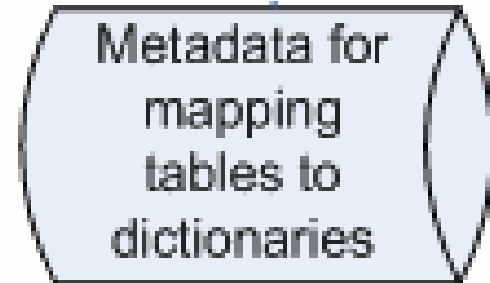 Metadata for
mapping
tables to
dictionaries